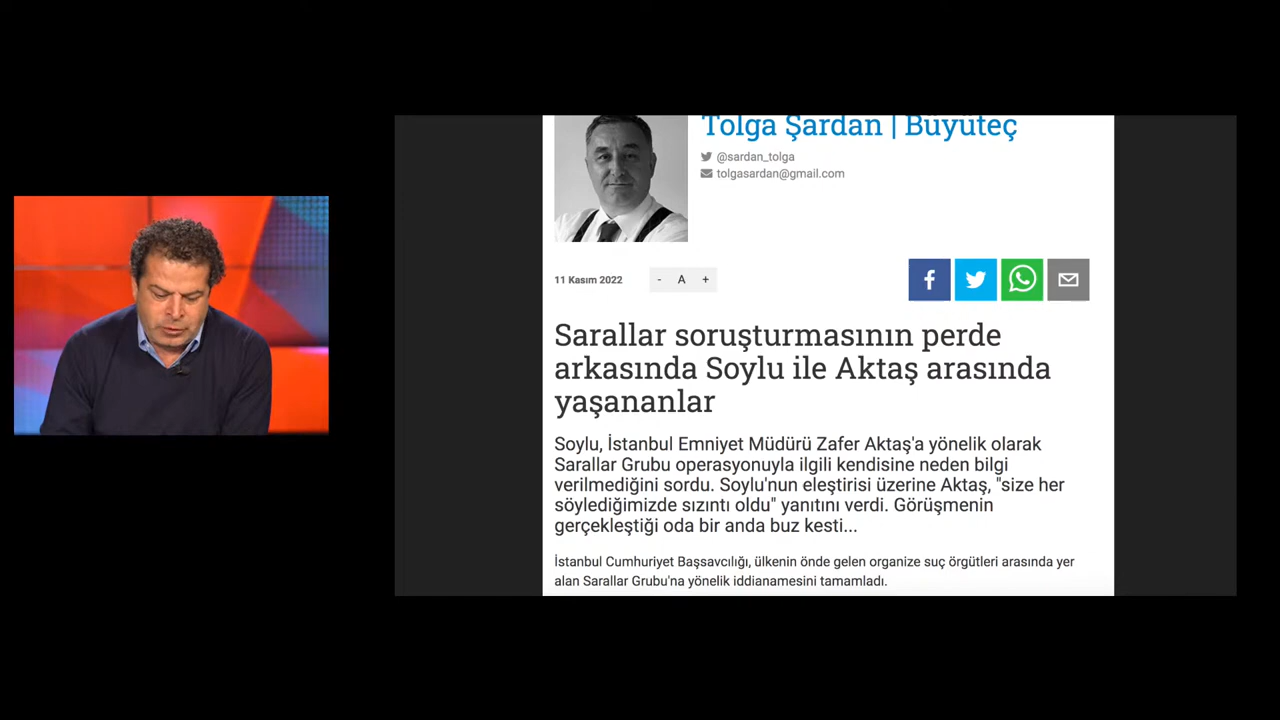 Tolga Şardan | Büyüteç
@sardan_tolga
tolgasardan@gmail.com
11 Kasım 2022
- A +
Sarallar soruşturmasının perde
arkasında Soylu ile Aktaş arasında
yaşananlar
Soylu, İstanbul Emniyet Müdürü Zafer Aktaş'a yönelik olarak
Sarallar Grubu operasyonuyla ilgili kendisine neden bilgi
verilmediğini sordu. Soylu'nun eleştirisi üzerine Aktaş, "size her
söylediğimizde sızıntı oldu" yanıtını verdi. Görüşmenin
gerçekleştiği oda bir anda buz kesti...
İstanbul Cumhuriyet Başsavcılığı, ülkenin önde gelen organize suç örgütleri arasında yer
alan Sarallar Grubu'na yönelik iddianamesini tamamladı.